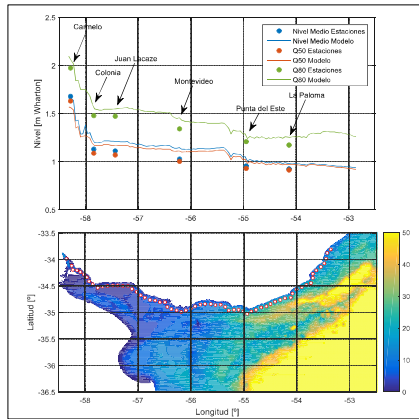 2.5
2
1.5
1
0.5
Nivel [m Wharton]
Carmelo
Colonia
Juan Lacaze
Montevideo
Punta del Este
La Paloma
Nivel Medio Estaciones
Nivel Medio Modelo
Q50 Estaciones
Q50 Modelo
Q80 Estaciones
Q80 Modelo
-58 -57 -56 -55 -54 -53
-33.5
-34
-34.5
-35
-35.5
-36
-36.5
Latitud [º]
-58 -57 -56 -55 -54 -53
Longitud [º]
50
40
30
20
10
0